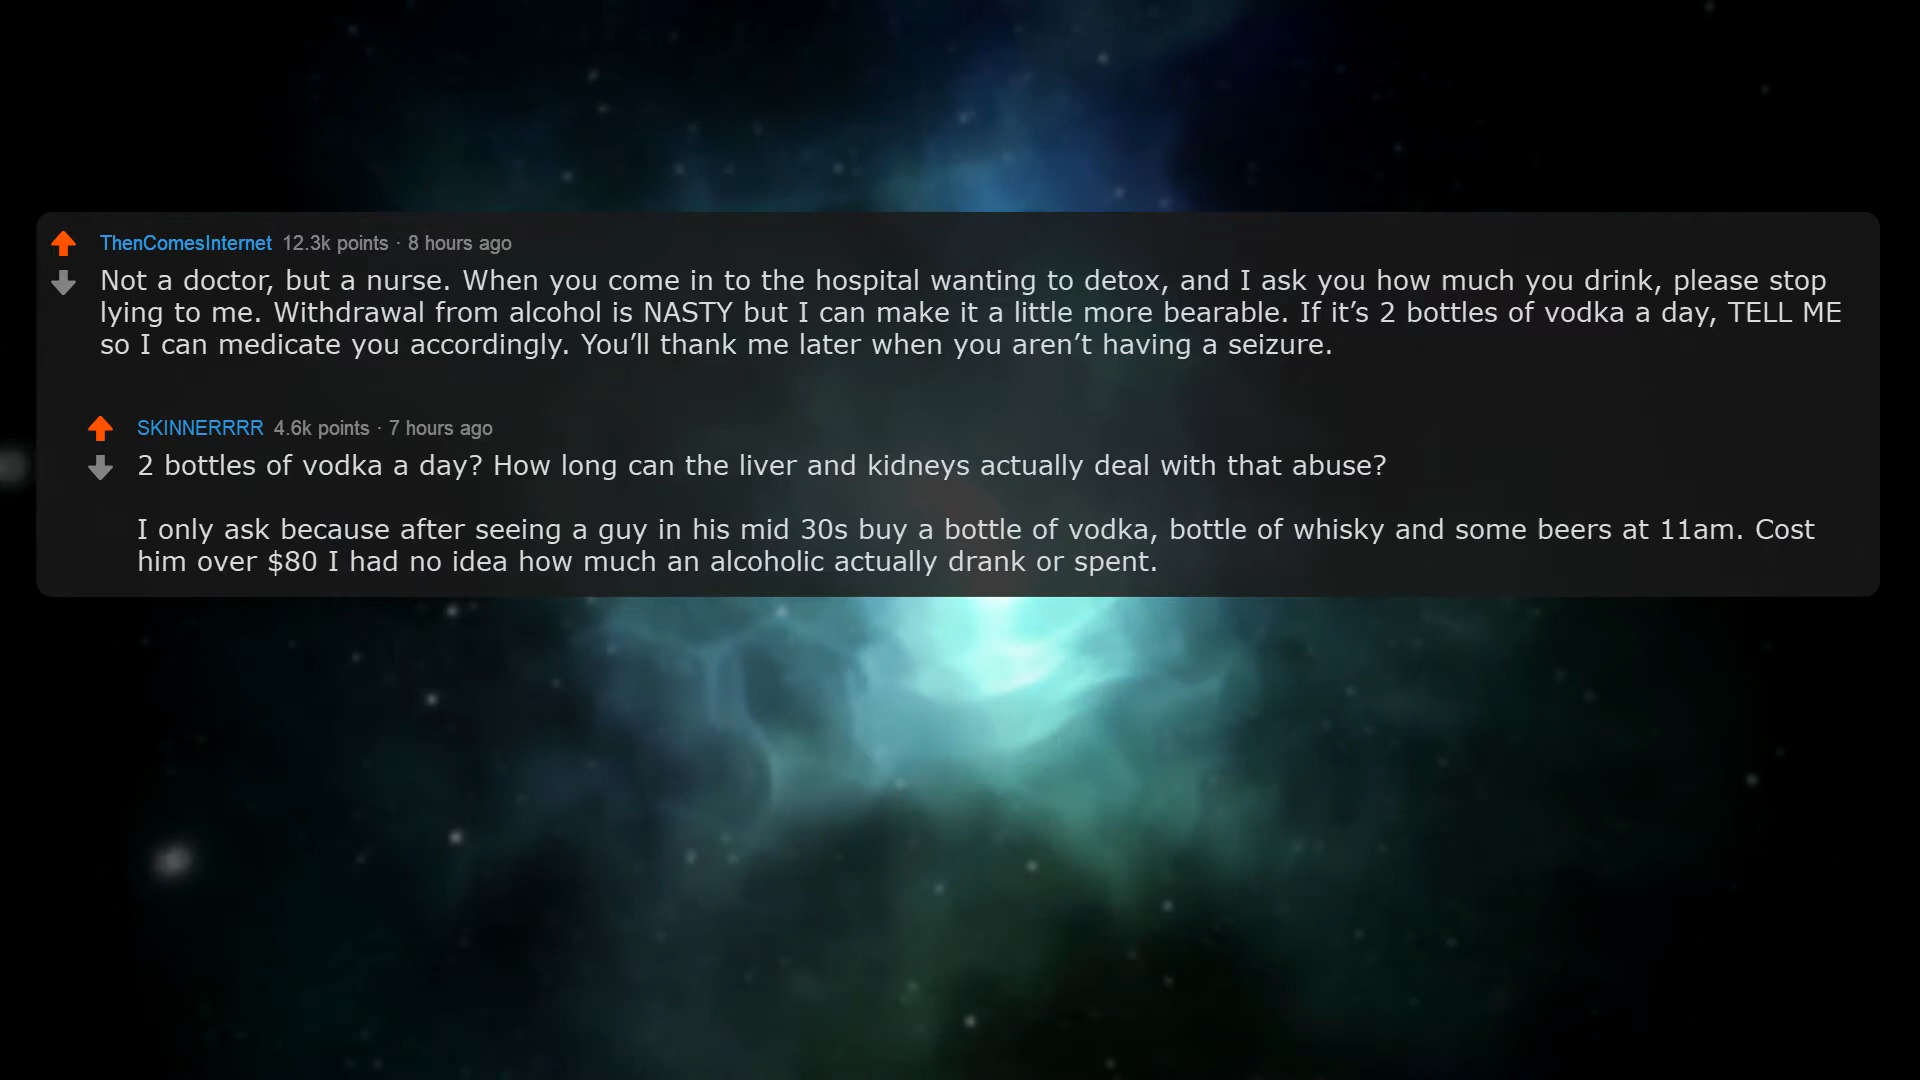 ThenComesInternet 12.3k points · 8 hours ago
Not a doctor, but a nurse. When you come in to the hospital wanting to detox, and I ask you how much you drink, please stop
lying to me. Withdrawal from alcohol is NASTY but I can make it a little more bearable. If it’s 2 bottles of vodka a day, TELL ME
so I can medicate you accordingly. You’ll thank me later when you aren’t having a seizure.
SKINNERRRR 4.6k points · 7 hours ago
2 bottles of vodka a day? How long can the liver and kidneys actually deal with that abuse?
I only ask because after seeing a guy in his mid 30s buy a bottle of vodka, bottle of whisky and some beers at 11am. Cost
him over $80 I had no idea how much an alcoholic actually drank or spent.